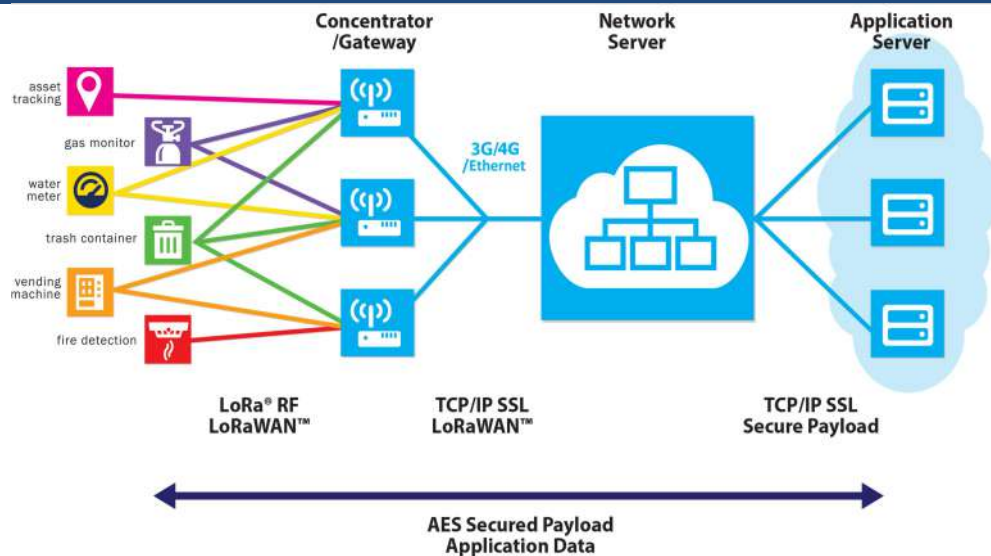 Concentrator
/Gateway
Network
Server
Application
Server
asset
tracking
gas monitor
water
meter
trash container
vending
machine
fire detection
3G/4G
/Ethernet
LoRa® RF
LoRaWAN™
TCP/IP SSL
LoRaWAN™
TCP/IP SSL
Secure Payload
AES Secured Payload
Application Data